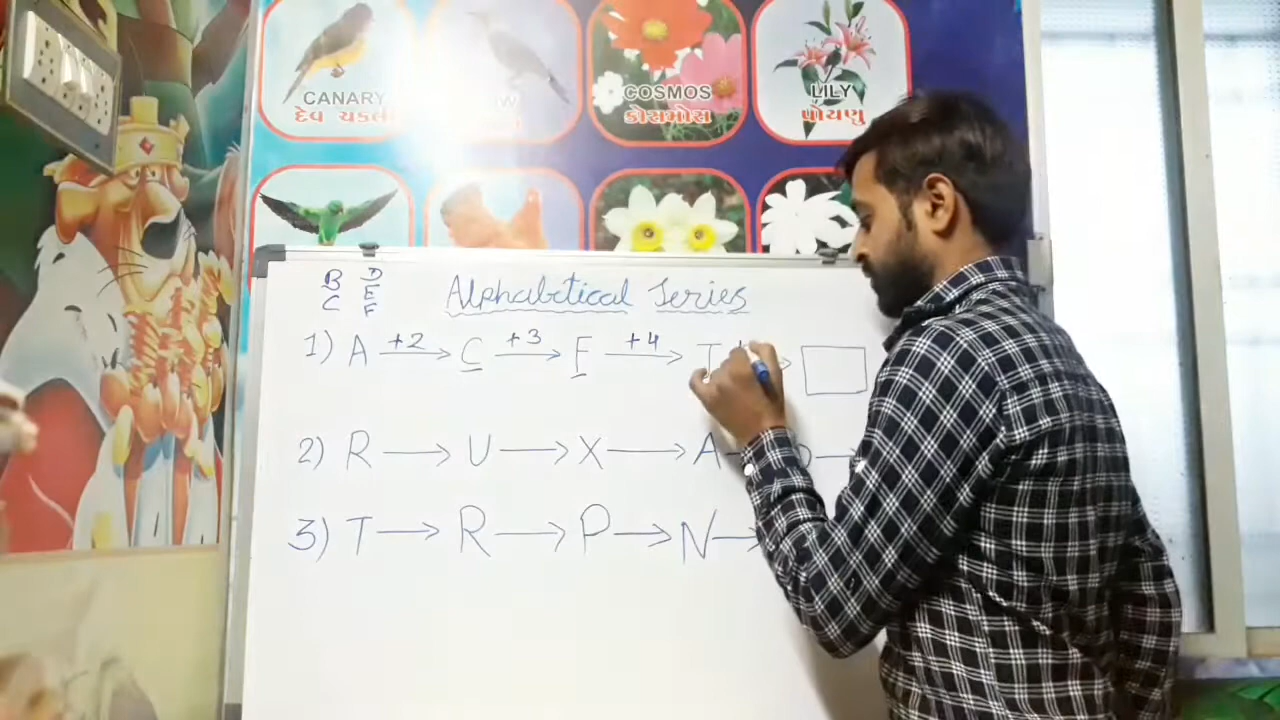 CANARY
દેવ ચકલી
COSMOS
કોસમોસ
LILY
પોયણુ
B D
C E
F
Alphabetical Series
1) A +2 → C +3 → F +4 → J →
2) R → U → X → A
3) T → R → P → N →